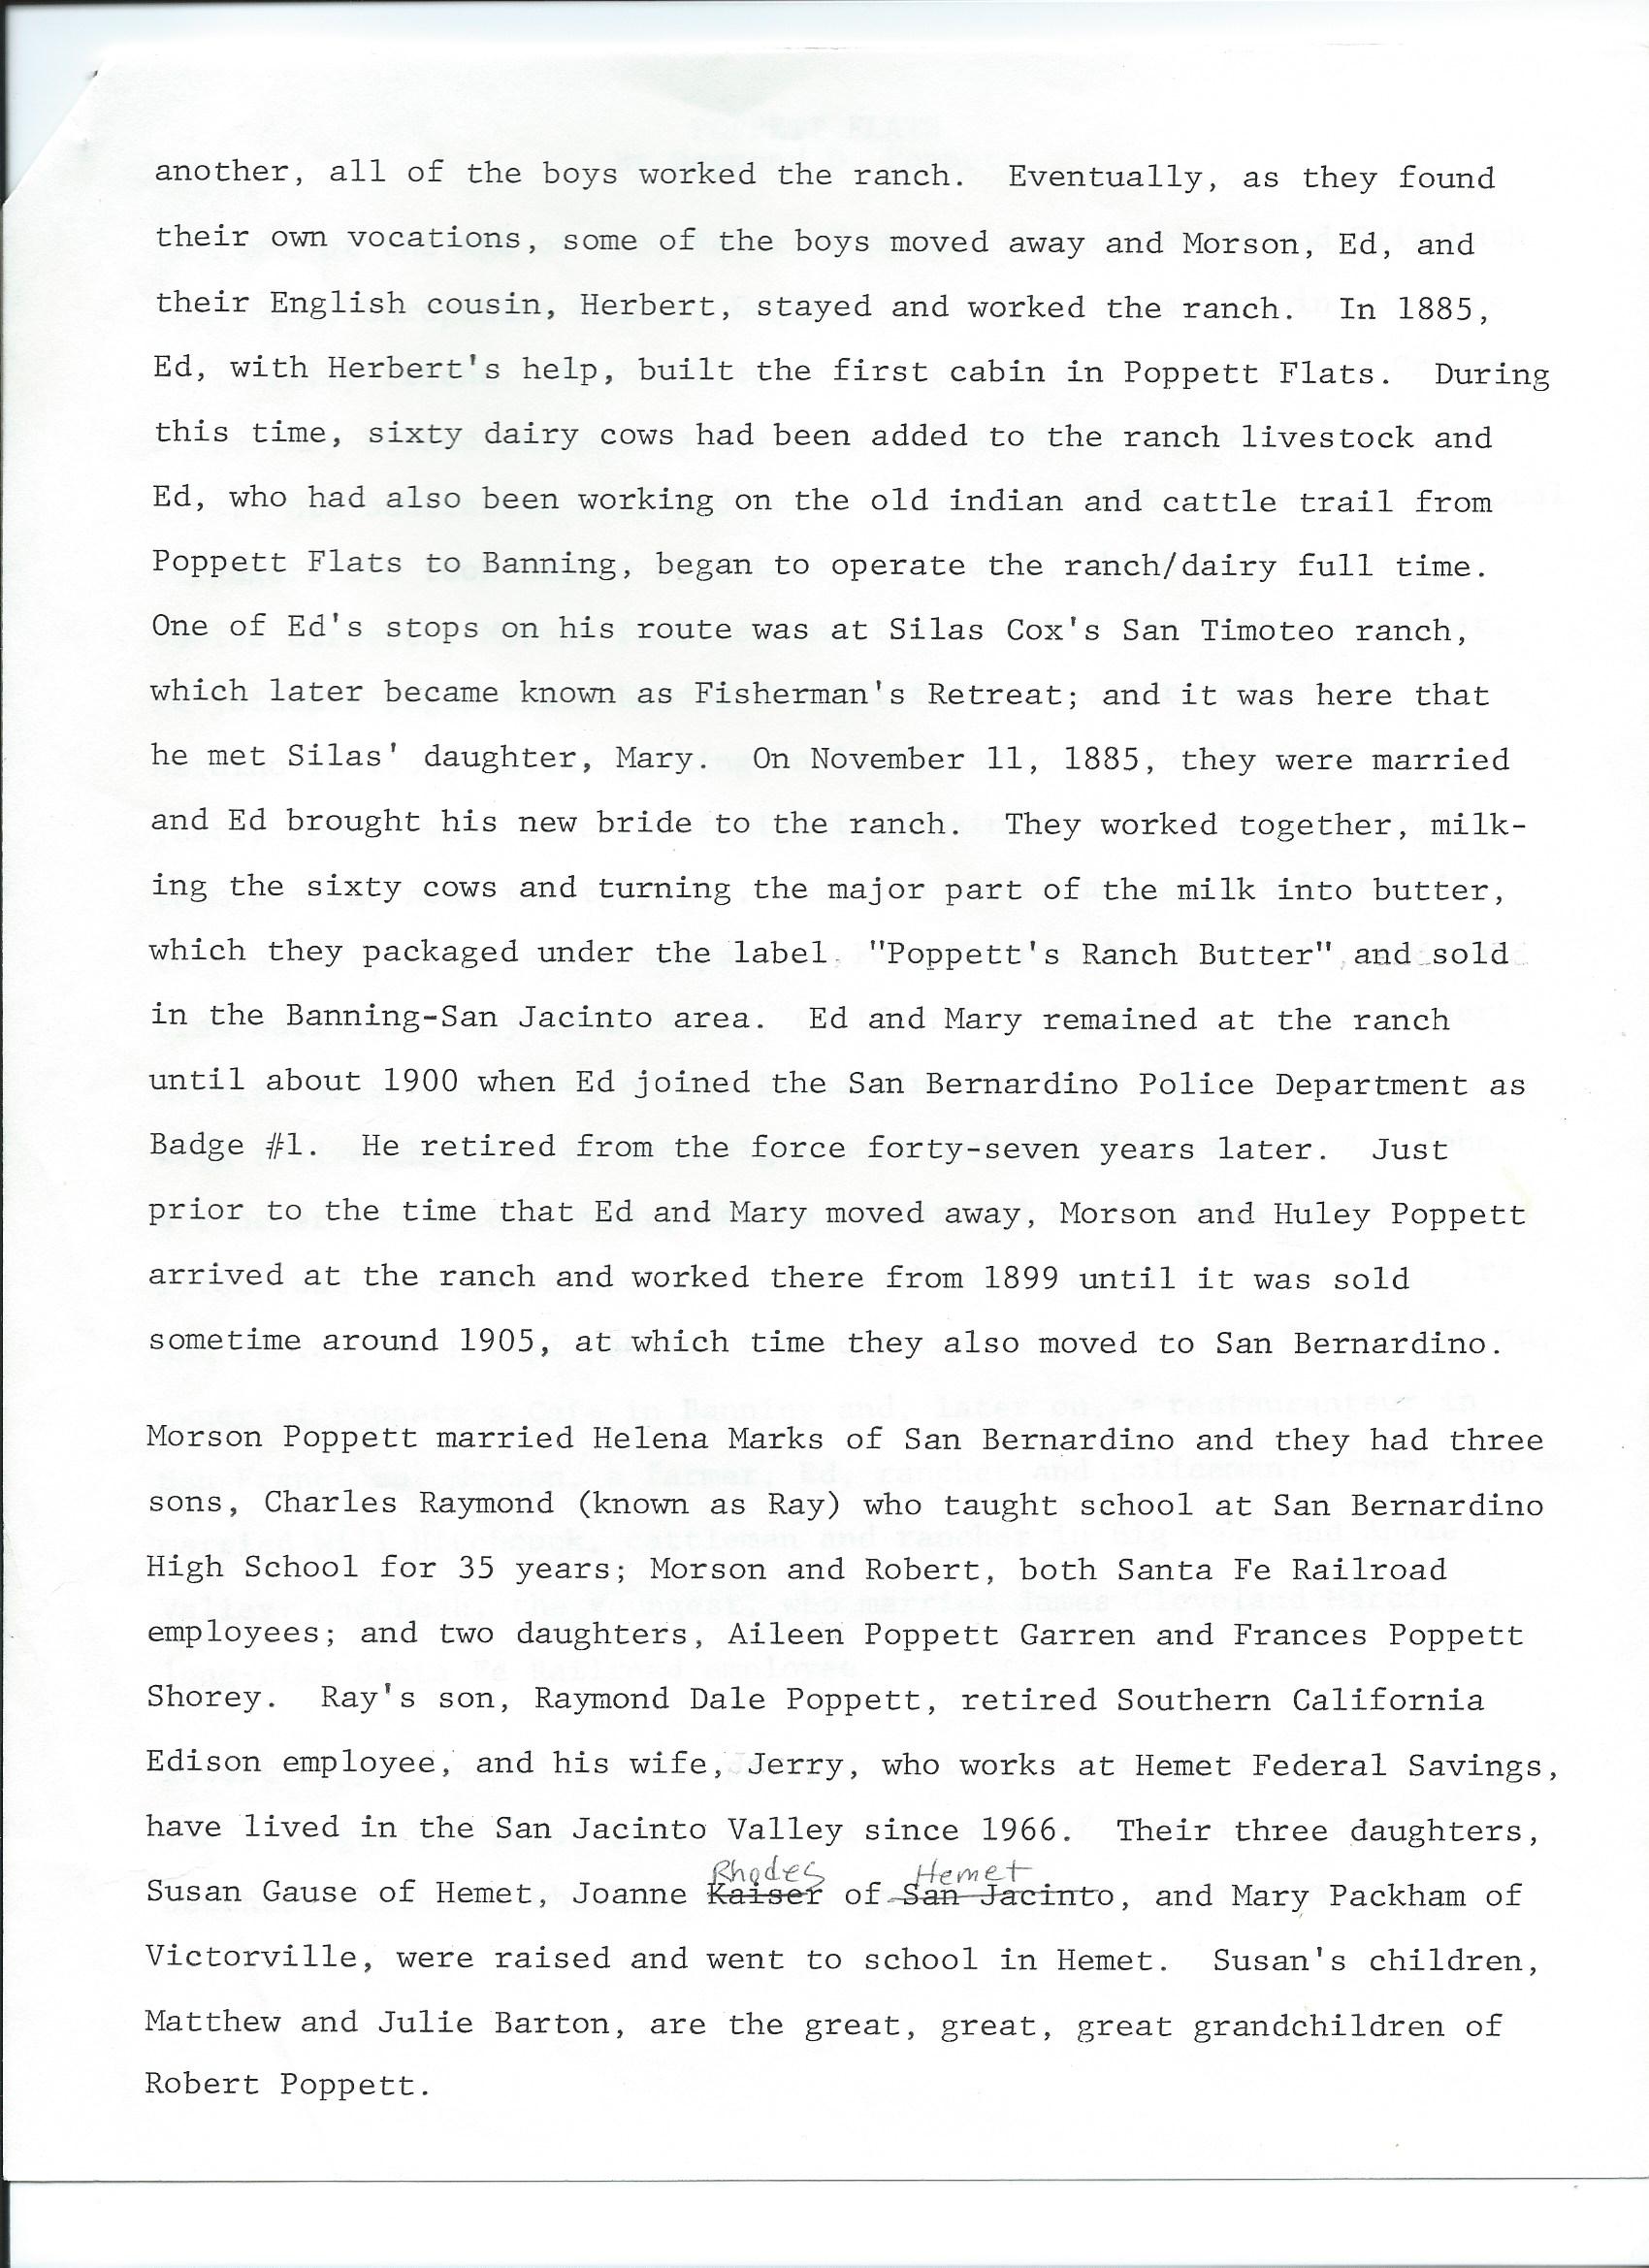 another, all of the boys worked the ranch.  Eventually, as they found
their own vocations, some of the boys moved away and Morson, Ed, and
their English cousin, Herbert, stayed and worked the ranch.  In 1885,
Ed, with Herbert's help, built the first cabin in Poppett Flats.  During
this time, sixty dairy cows had been added to the ranch livestock and
Ed, who had also been working on the old indian and cattle trail from
Poppett Flats to Banning, began to operate the ranch/dairy full time.
One of Ed's stops on his route was at Silas Cox's San Timoteo ranch,
which later became known as Fisherman's Retreat; and it was here that
he met Silas' daughter, Mary.  On November 11, 1885, they were married
and Ed brought his new bride to the ranch.  They worked together, milk-
ing the sixty cows and turning the major part of the milk into butter,
which they packaged under the label "Poppett's Ranch Butter" and sold
in the Banning-San Jacinto area.  Ed and Mary remained at the ranch
until about 1900 when Ed joined the San Bernardino Police Department as
Badge #1.  He retired from the force forty-seven years later.  Just
prior to the time that Ed and Mary moved away, Morson and Huley Poppett
arrived at the ranch and worked there from 1899 until it was sold
sometime around 1905, at which time they also moved to San Bernardino.
Morson Poppett married Helena Marks of San Bernardino and they had three
sons, Charles Raymond (known as Ray) who taught school at San Bernardino
High School for 35 years; Morson and Robert, both Santa Fe Railroad
employees; and two daughters, Aileen Poppett Garren and Frances Poppett
Shorey.  Ray's son, Raymond Dale Poppett, retired Southern California
Edison employee, and his wife, Jerry, who works at Hemet Federal Savings,
have lived in the San Jacinto Valley since 1966.  Their three daughters,
Rhodes Hemet
Susan Gause of Hemet, Joanne Kaiser of San Jacinto, and Mary Packham of
Victorville, were raised and went to school in Hemet.  Susan's children,
Matthew and Julie Barton, are the great, great, great grandchildren of
Robert Poppett.